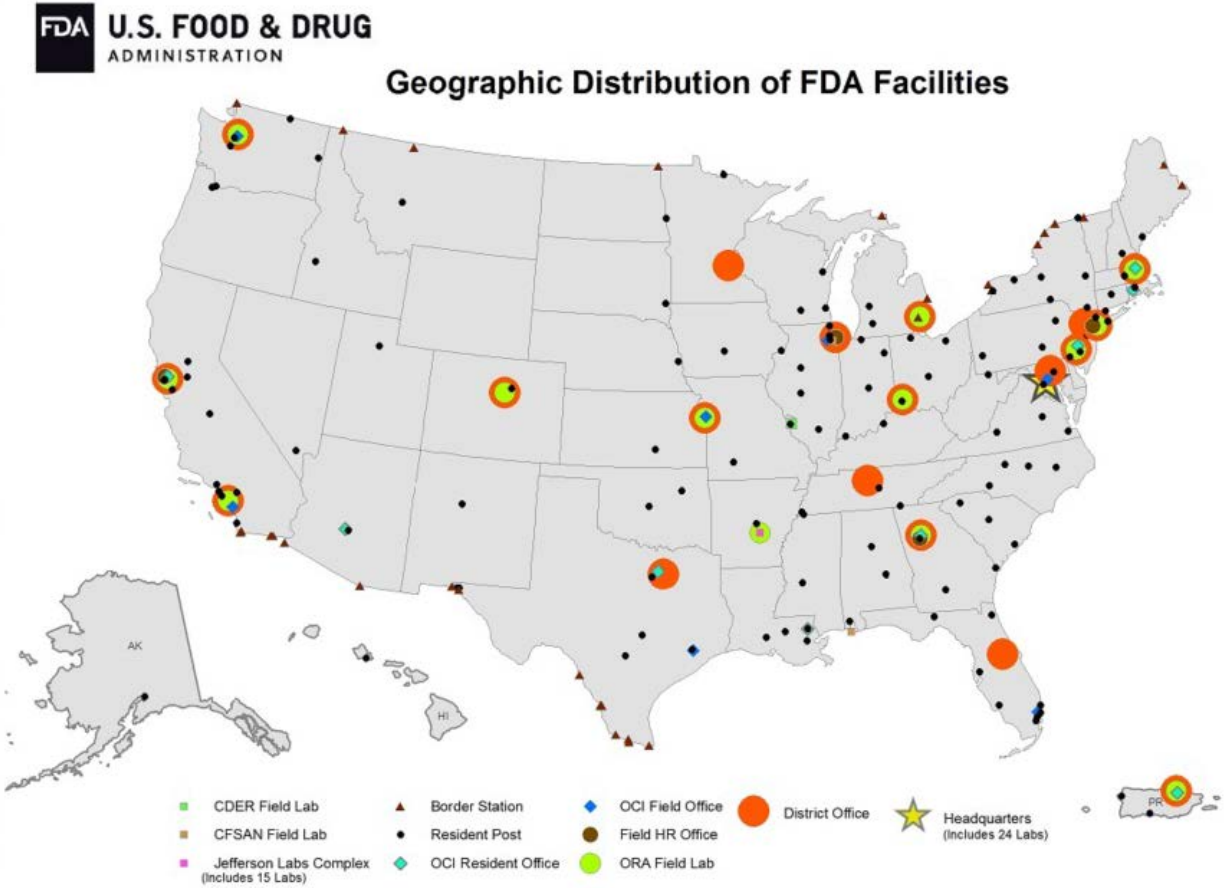 FDA U.S. FOOD & DRUG
ADMINISTRATION
Geographic Distribution of FDA Facilities
AK
HI
PR
CDER Field Lab
CFSAN Field Lab
Jefferson Labs Complex
(Includes 15 Labs)
Border Station
Resident Post
OCI Resident Office
OCI Field Office
Field HR Office
ORA Field Lab
District Office
Headquarters
(Includes 24 Labs)